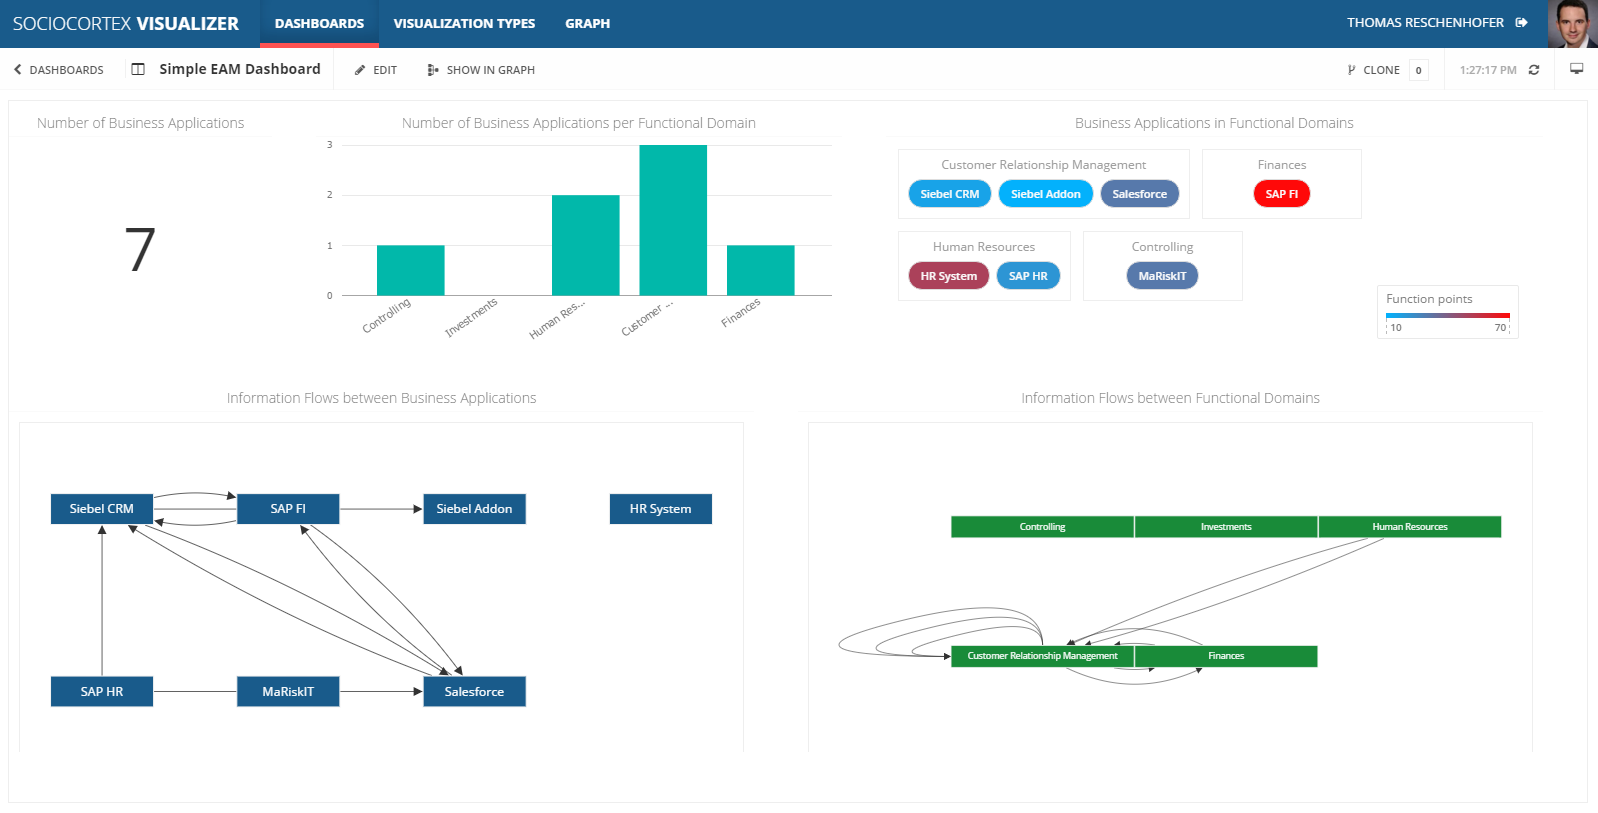 SOCIOCORTEX VISUALIZER DASHBOARDS VISUALIZATION TYPES GRAPH THOMAS RESCHENHOFER
DASHBOARDS Simple EAM Dashboard EDIT SHOW IN GRAPH CLONE 0 1:27:17 PM
Number of Business Applications
7
Number of Business Applications per Functional Domain
3
2
1
0
Controlling
Investments
Human Res...
Customer ...
Finances
Business Applications in Functional Domains
Customer Relationship Management
Siebel CRM Siebel Addon Salesforce
Finances
SAP FI
Human Resources
HR System SAP HR
Controlling
MaRiskIT
Function points
10 70
Information Flows between Business Applications
Siebel CRM SAP FI Siebel Addon HR System
SAP HR MaRiskIT Salesforce
Information Flows between Functional Domains
Controlling Investments Human Resources
Customer Relationship Management Finances